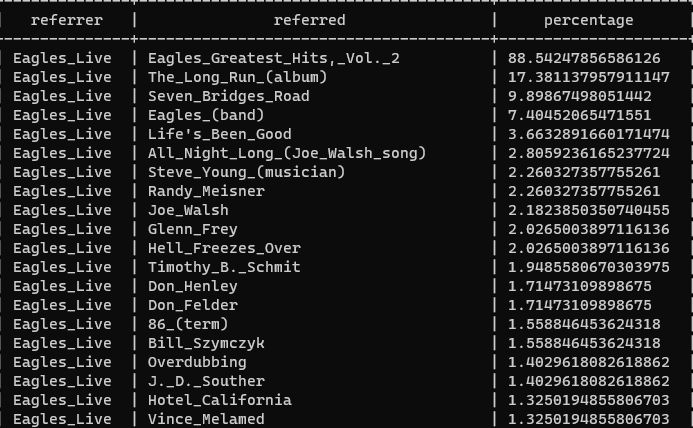 referrer | referred | percentage
Eagles_Live | Eagles_Greatest_Hits,_Vol._2 | 88.54247856586126
Eagles_Live | The_Long_Run_(album) | 17.381137957911147
Eagles_Live | Seven_Bridges_Road | 9.89867498051442
Eagles_Live | Eagles_(band) | 7.40452065471551
Eagles_Live | Life's_Been_Good | 3.6632891660171474
Eagles_Live | All_Night_Long_(Joe_Walsh_song) | 2.8059236165237724
Eagles_Live | Steve_Young_(musician) | 2.260327357755261
Eagles_Live | Randy_Meisner | 2.260327357755261
Eagles_Live | Joe_Walsh | 2.1823850350740455
Eagles_Live | Glenn_Frey | 2.0265003897116136
Eagles_Live | Hell_Freezes_Over | 2.0265003897116136
Eagles_Live | Timothy_B._Schmit | 1.9485580670303975
Eagles_Live | Don_Henley | 1.71473109898675
Eagles_Live | Don_Felder | 1.71473109898675
Eagles_Live | 86_(term) | 1.558846453624318
Eagles_Live | Bill_Szymczyk | 1.558846453624318
Eagles_Live | Overdubbing | 1.4029618082618862
Eagles_Live | J._D._Souther | 1.4029618082618862
Eagles_Live | Hotel_California | 1.3250194855806703
Eagles_Live | Vince_Melamed | 1.3250194855806703